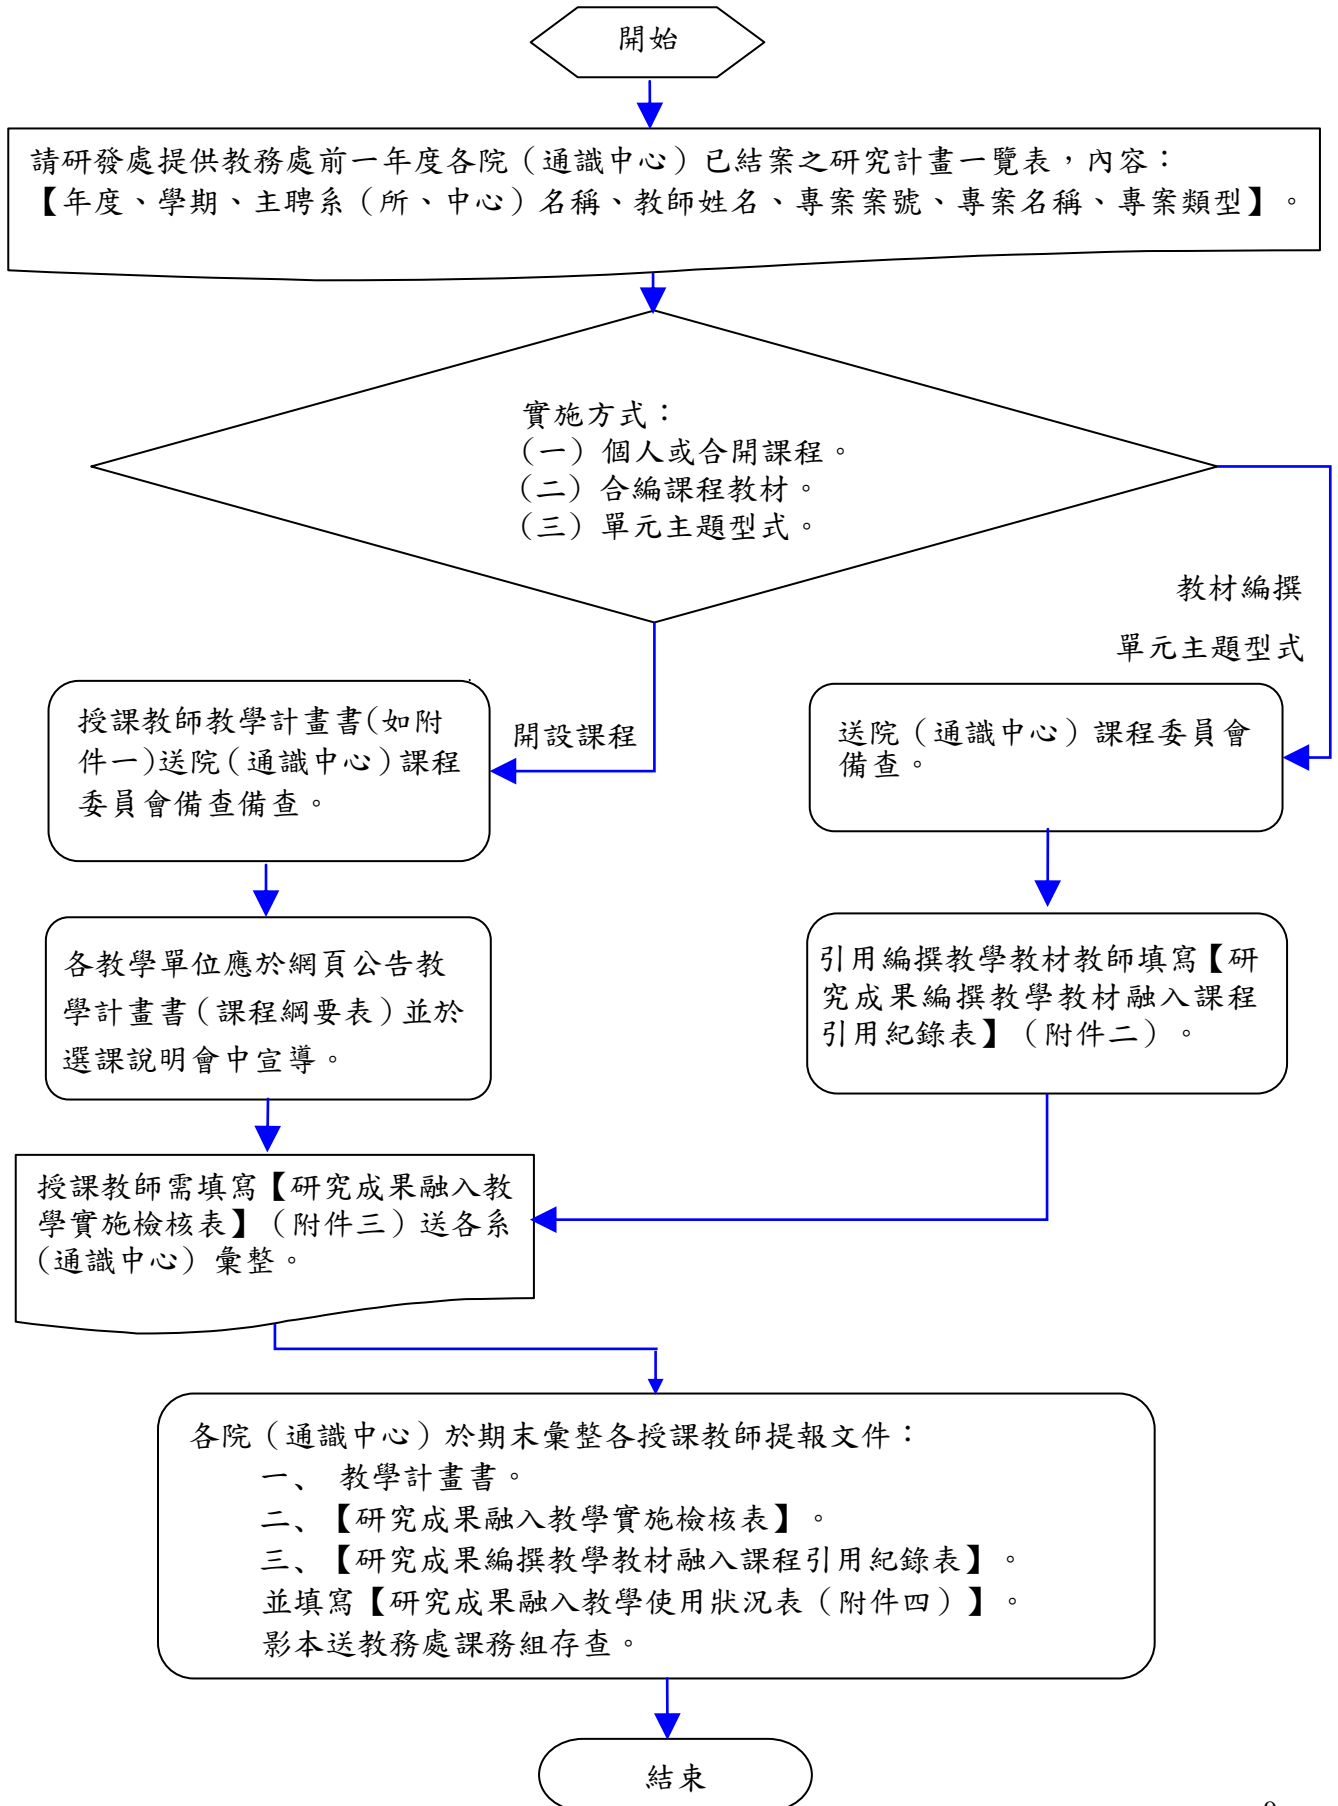 開始
請研發處提供教務處前一年度各院（通識中心）已結案之研究計畫一覽表，內容：
【年度、學期、主聘系（所、中心）名稱、教師姓名、專案案號、專案名稱、專案類型】。
實施方式：
(一) 個人或合開課程。
(二) 合編課程教材。
(三) 單元主題型式。
教材編撰
單元主題型式
開設課程
授課教師教學計畫書(如附
件一)送院（通識中心）課程
委員會備查備查。
送院（通識中心）課程委員會
備查。
各教學單位應於網頁公告教
學計畫書（課程綱要表）並於
選課說明會中宣導。
引用編撰教學教材教師填寫【研
究成果編撰教學教材融入課程
引用紀錄表】（附件二）。
授課教師需填寫【研究成果融入教
學實施檢核表】（附件三）送各系
(通識中心) 彙整。
各院（通識中心）於期末彙整各授課教師提報文件：
一、 教學計畫書。
二、【研究成果融入教學實施檢核表】。
三、【研究成果編撰教學教材融入課程引用紀錄表】。
並填寫【研究成果融入教學使用狀況表（附件四）】。
影本送教務處課務組存查。
結束